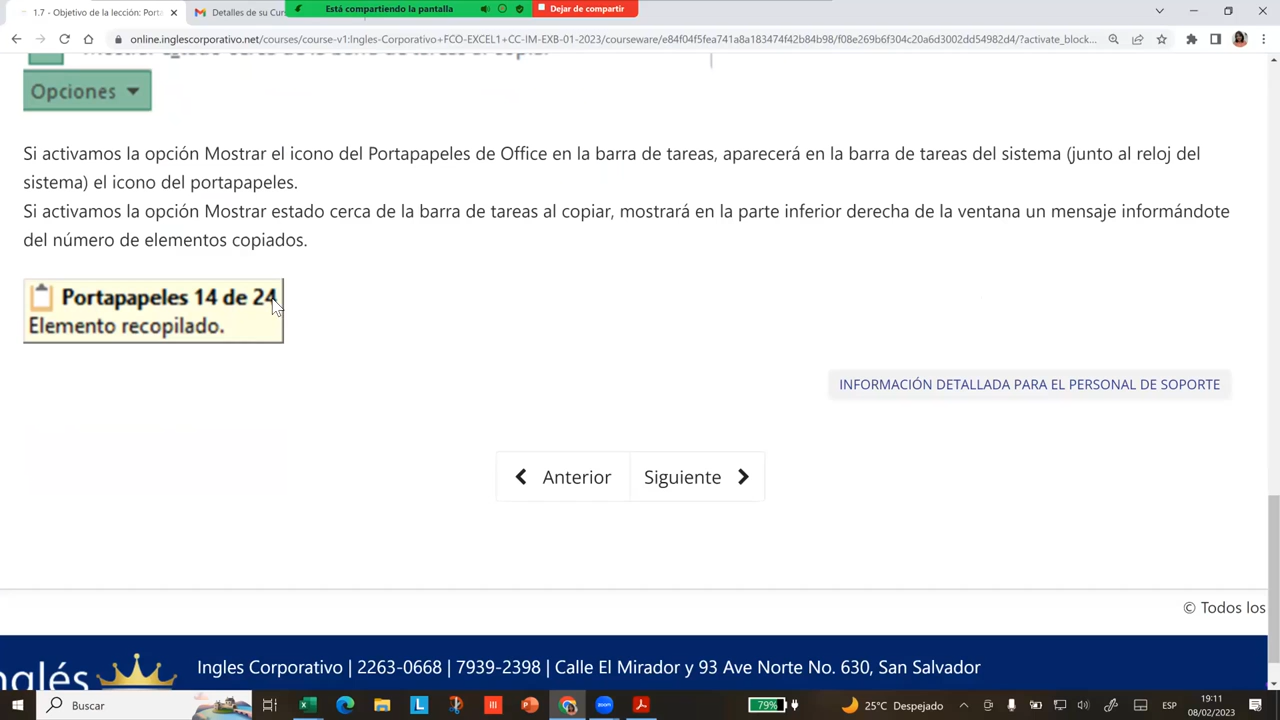 1.7 - Objetivo de la lección: Porta
Detalles de su Cur
Está compartiendo la pantalla
Dejar de compartir
online.inglescorporativo.net/courses/course-v1:Ingles-Corporativo+FCO-EXCEL1+CC-IM-EXB-01-2023/courseware/e84f04f5fea741a8a183474f42b84b98/f08e269b6f304c20a6d3002dd54982d4/?activate_block...
Opciones
Si activamos la opción Mostrar el icono del Portapapeles de Office en la barra de tareas, aparecerá en la barra de tareas del sistema (junto al reloj del
sistema) el icono del portapapeles.
Si activamos la opción Mostrar estado cerca de la barra de tareas al copiar, mostrará en la parte inferior derecha de la ventana un mensaje informándote
del número de elementos copiados.
Portapapeles 14 de 24
Elemento recopilado.
INFORMACIÓN DETALLADA PARA EL PERSONAL DE SOPORTE
Anterior
Siguiente
© Todos los
nglés
Ingles Corporativo | 2263-0668 | 7939-2398 | Calle El Mirador y 93 Ave Norte No. 630, San Salvador
Buscar
79%
25°C Despejado
ESP
19:11
08/02/2023